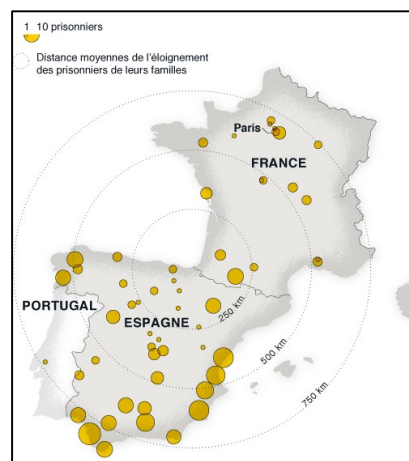 1 10 prisonniers
Distance moyennes de l'éloignement
des prisonniers de leurs familles
Paris
FRANCE
PORTUGAL
ESPAGNE
250 km
500 km
750 km